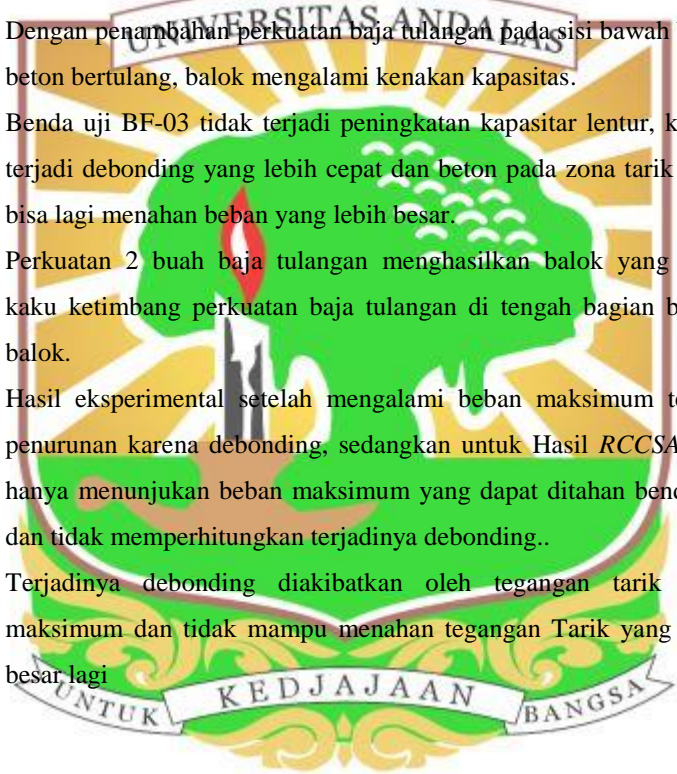 UNIVERSITAS ANDALAS
Dengan penambahan perkuatan baja tulangan pada sisi bawah
beton bertulang, balok mengalami kenakan kapasitas.
Benda uji BF-03 tidak terjadi peningkatan kapasitar lentur, k
terjadi debonding yang lebih cepat dan beton pada zona tarik
bisa lagi menahan beban yang lebih besar.
Perkuatan 2 buah baja tulangan menghasilkan balok yang
kaku ketimbang perkuatan baja tulangan di tengah bagian b
balok.
Hasil eksperimental setelah mengalami beban maksimum te
penurunan karena debonding, sedangkan untuk Hasil RCCSA
hanya menunjukan beban maksimum yang dapat ditahan bend
dan tidak memperhitungkan terjadinya debonding..
Terjadinya debonding diakibatkan oleh tegangan tarik
maksimum dan tidak mampu menahan tegangan Tarik yang
besar lagi
UNTUK KEDJAJAAN BANGSA